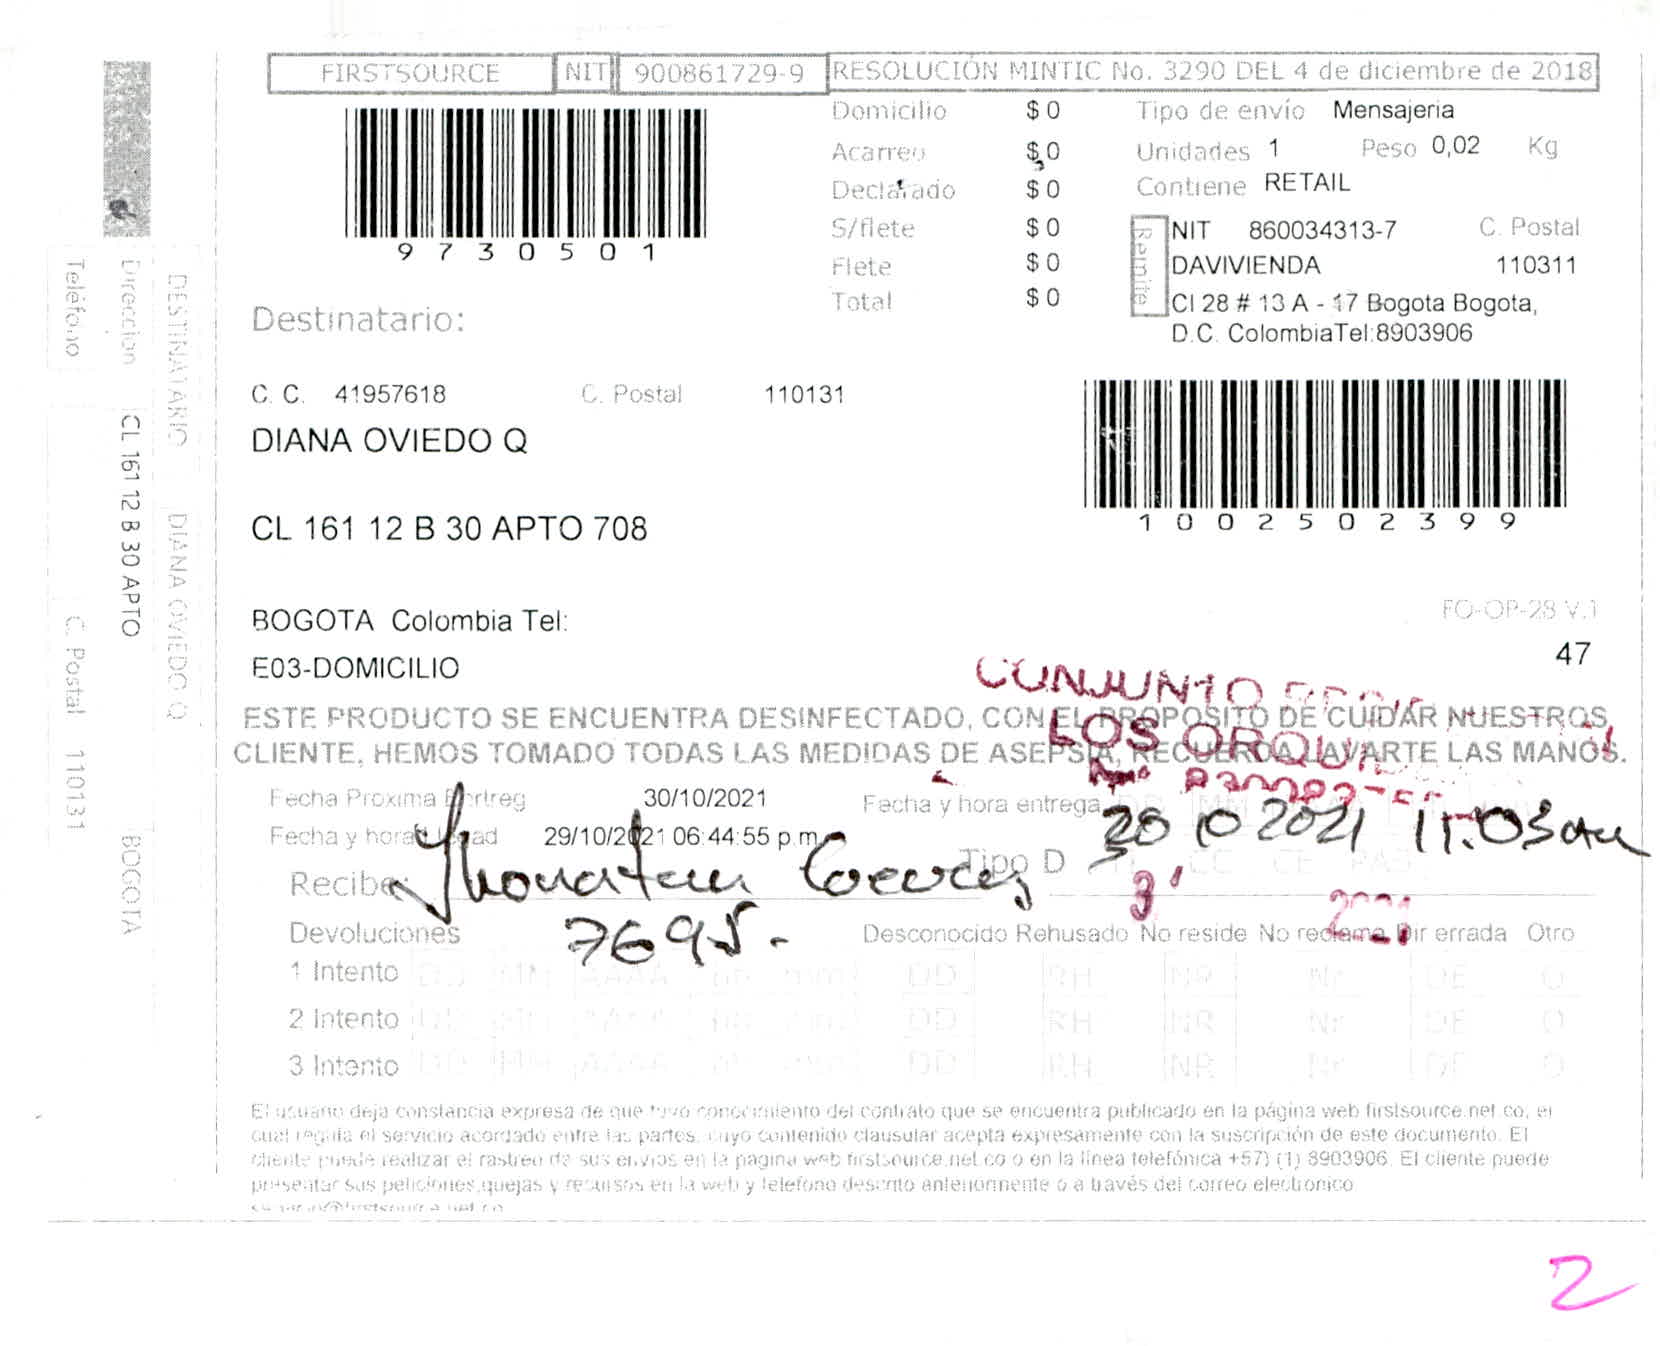 FIRSTSOURCE NIT 900861729-9 RESOLUCIÓN MINTIC No. 3290 DEL 4 de diciembre de 2018
9730501
Domicilio $ 0
Acarreo $ 0
Declarado $ 0
S/flete $ 0
Flete $ 0
Total $ 0
Tipo de envío Mensajeria
Unidades 1 Peso 0,02 Kg
Contiene RETAIL
Remite
NIT 860034313-7 C. Postal
DAVIVIENDA 110311
Cl 28 # 13 A - 17 Bogota Bogota,
D.C. ColombiaTel:8903906
Destinatario:
C. C. 41957618 C. Postal 110131
DIANA OVIEDO Q
1002502399
CL 161 12 B 30 APTO 708
BOGOTA Colombia Tel:
FO-OP-28 V.1
47
E03-DOMICILIO
CONJUNTO
LOS
ESTE PRODUCTO SE ENCUENTRA DESINFECTADO, CON EL PROPOSITO DE CUIDAR NUESTROS
CLIENTE, HEMOS TOMADO TODAS LAS MEDIDAS DE ASEPSIA, RECUERDA LAVARTE LAS MANOS.
Fecha Proxima 30/10/2021 Fecha y hora entrega
Fecha y hora 29/10/2021 06:44:55 p.m. 30 10 2021 11:03 am
Tipo D CC CE PAS
Recibe: Jhonatan
7695.
2021
Devoluciones Desconocido Rehusado No reside No reclama Dir errada Otro
1 Intento DD MM AAAA hh mm DD RH NR Nr DE O
2 Intento DD MM AAAA hh mm DD RH NR Nr DE O
3 Intento DD MM AAAA hh mm DD RH NR Nr DE O
El usuario deja constancia expresa de que tuvo conocimiento del contrato que se encuentra publicado en la página web firstsource.net.co, el
cual regula el servicio acordado entre las partes, cuyo contenido clausular acepta expresamente con la suscripción de este documento. El
cliente puede realizar el rastreo de sus envios en la pagina web firstsource.net.co o en la línea telefónica +57) (1) 8903906. El cliente puede
presentar sus peticiones,quejas y recursos en la web y telefono descrito anteriormente o a través del correo electronico
2
DESTINATARIO DIANA OVIEDO Q
Direccion CL 161 12 B 30 APTO BOGOTA
Teléfono C. Postal 110131